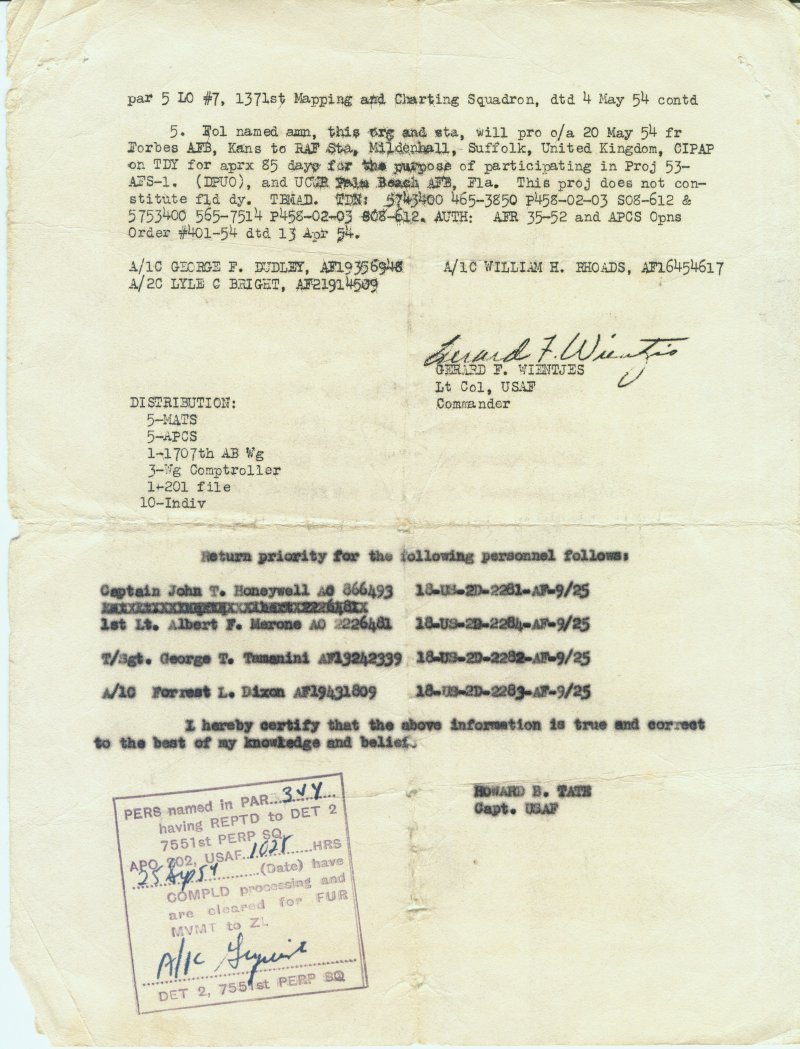 par 5 LO #7, 1371st Mapping and Charting Squadron, dtd 4 May 54 contd
5. Fol named amn, this org and sta, will pro o/a 20 May 54 fr
Forbes AFB, Kans to RAF Sta, Mildenhall, Suffolk, United Kingdom, CIPAP
on TDY for aprx 85 days for the purpose of participating in Proj 53-
AFS-1. (DPUO), and UCWR Palm Beach AFB, Fla. This proj does not con-
stitute fld dy. TBMAD. TDN: 5743400 465-3850 P458-02-03 S08-612 &
5753400 565-7514 P458-02-03 S08-612. AUTH: AFR 35-52 and APCS Opns
Order #401-54 dtd 13 Apr 54.
A/1C GEORGE F. DUDLEY, AF19356948 A/1C WILLIAM H. RHOADS, AF16454617
A/2C LYLE C BRIGHT, AF21914509
Gerard F. Wientjes
GERARD F. WIENTJES
Lt Col, USAF
Commander
DISTRIBUTION:
5-MATS
5-APCS
1-1707th AB Wg
3-Wg Comptroller
1-201 file
10-Indiv
Return priority for the following personnel follows:
Captain John T. Honeywell AO 866493 18-US-2D-2281-AF-9/25
1st Lt. Albert F. Merone AO 2226481 18-US-2D-2284-AF-9/25
T/Sgt. George T. Tamanini AF13242339 18-US-2D-2282-AF-9/25
A/1C Forrest L. Dixon AF19431809 18-US-2D-2283-AF-9/25
I hereby certify that the above information is true and correct
to the best of my knowledge and belief.
HOWARD B. TATE
Capt. USAF
PERS named in PAR 3&4
having REPTD to DET 2
7551st PERP SQ.
APO 202, USAF 1025 HRS
25 Sep 54 (Date) have
COMPLD processing and
are cleared for FUR
MVMT to ZI.
A/1C
DET 2, 7551st PERP SQ